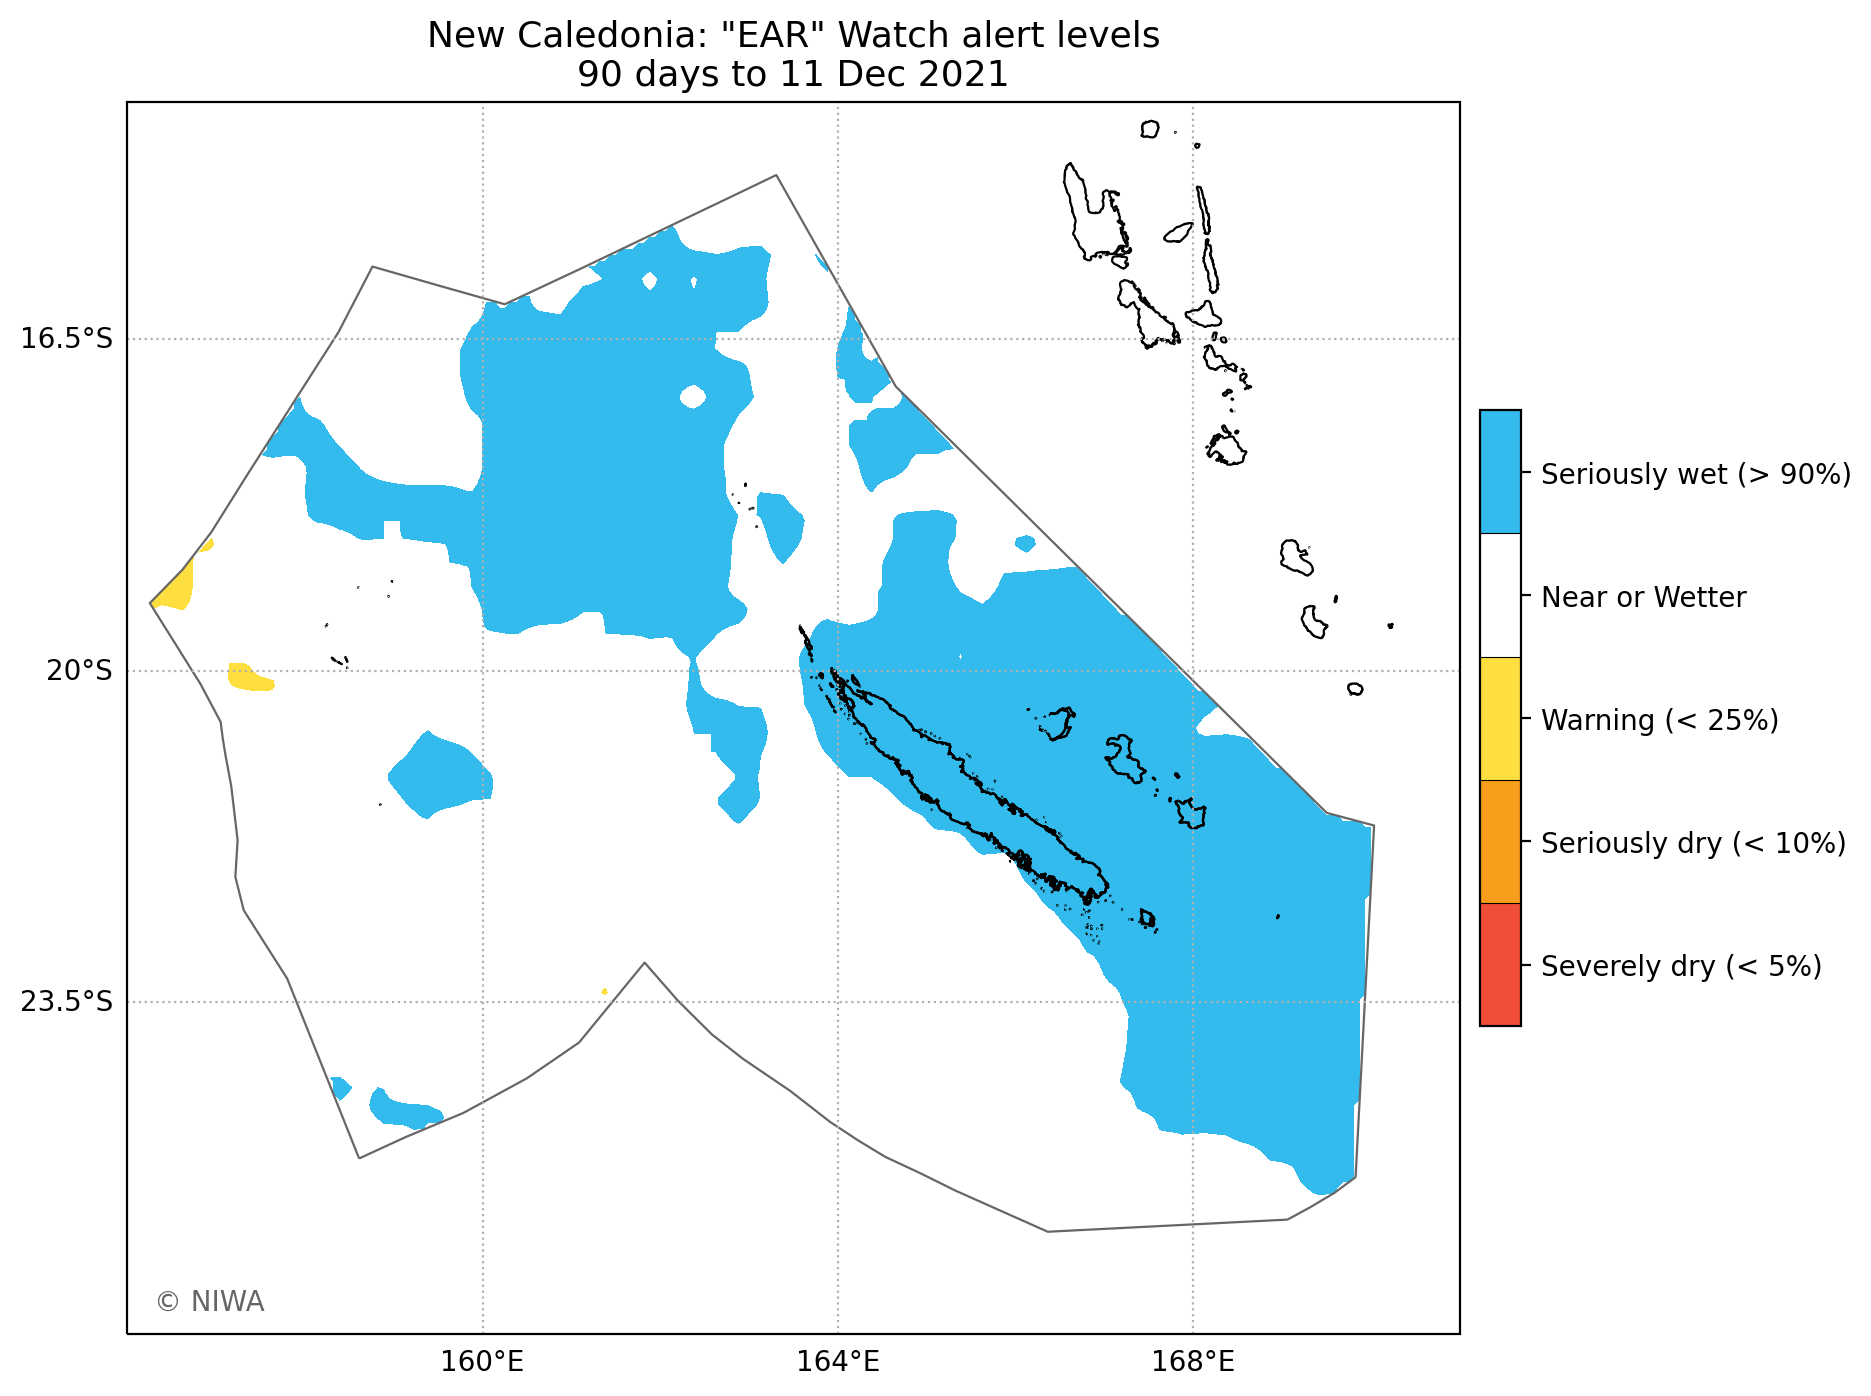 New Caledonia: "EAR" Watch alert levels
90 days to 11 Dec 2021
16.5°S
20°S
23.5°S
160°E
164°E
168°E
Seriously wet (> 90%)
Near or Wetter
Warning (< 25%)
Seriously dry (< 10%)
Severely dry (< 5%)
© NIWA